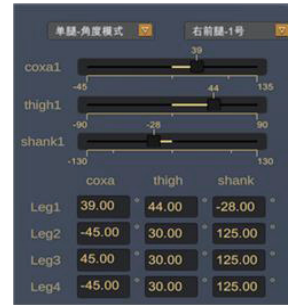 单腿-角度模式 右前腿-1号
39
coxa1
-45 135
44
thigh1
-90 90
-28
shank1
-130 130
coxa thigh shank
Leg1 39.00 ° 44.00 ° -28.00 °
Leg2 -45.00 ° 30.00 ° 125.00 °
Leg3 45.00 ° 30.00 ° 125.00 °
Leg4 -45.00 ° 30.00 ° 125.00 °